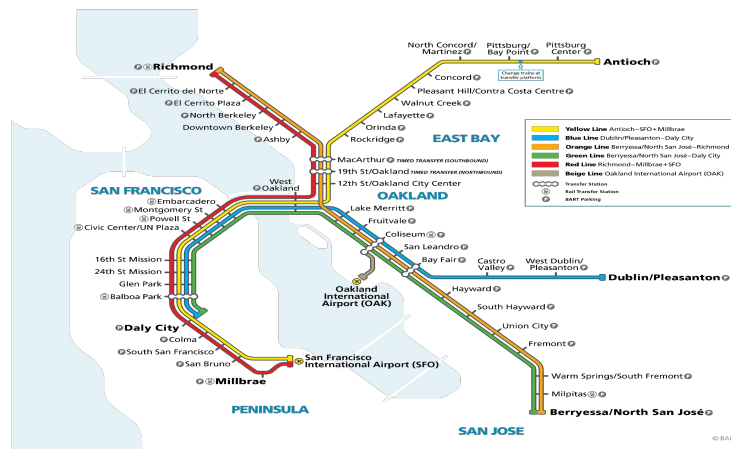 Richmond
El Cerrito del Norte
El Cerrito Plaza
North Berkeley
Downtown Berkeley
Ashby
North Concord/
Martinez
Pittsburg/
Bay Point
Pittsburg
Center
Antioch
Change trains at
transfer platform
Concord
Pleasant Hill/Contra Costa Centre
Walnut Creek
Lafayette
Orinda
Rockridge
EAST BAY
MacArthur TIMED TRANSFER (SOUTHBOUND)
19th St/Oakland TIMED TRANSFER (NORTHBOUND)
12th St/Oakland City Center
West
Oakland
OAKLAND
SAN FRANCISCO
Embarcadero
Montgomery St
Powell St
Civic Center/UN Plaza
16th St Mission
24th St Mission
Glen Park
Balboa Park
Daly City
Colma
South San Francisco
San Bruno
Millbrae
San Francisco
International Airport (SFO)
PENINSULA
Lake Merritt
Fruitvale
Coliseum
San Leandro
Bay Fair
Castro
Valley
West Dublin/
Pleasanton
Dublin/Pleasanton
Oakland
International
Airport (OAK)
Hayward
South Hayward
Union City
Fremont
Warm Springs/South Fremont
Milpitas
Berryessa/North San José
SAN JOSE
Yellow Line Antioch–SFO+Millbrae
Blue Line Dublin/Pleasanton–Daly City
Orange Line Berryessa/North San José–Richmond
Green Line Berryessa/North San José–Daly City
Red Line Richmond–Millbrae+SFO
Beige Line Oakland International Airport (OAK)
Transfer Station
Rail Transfer Station
P BART Parking